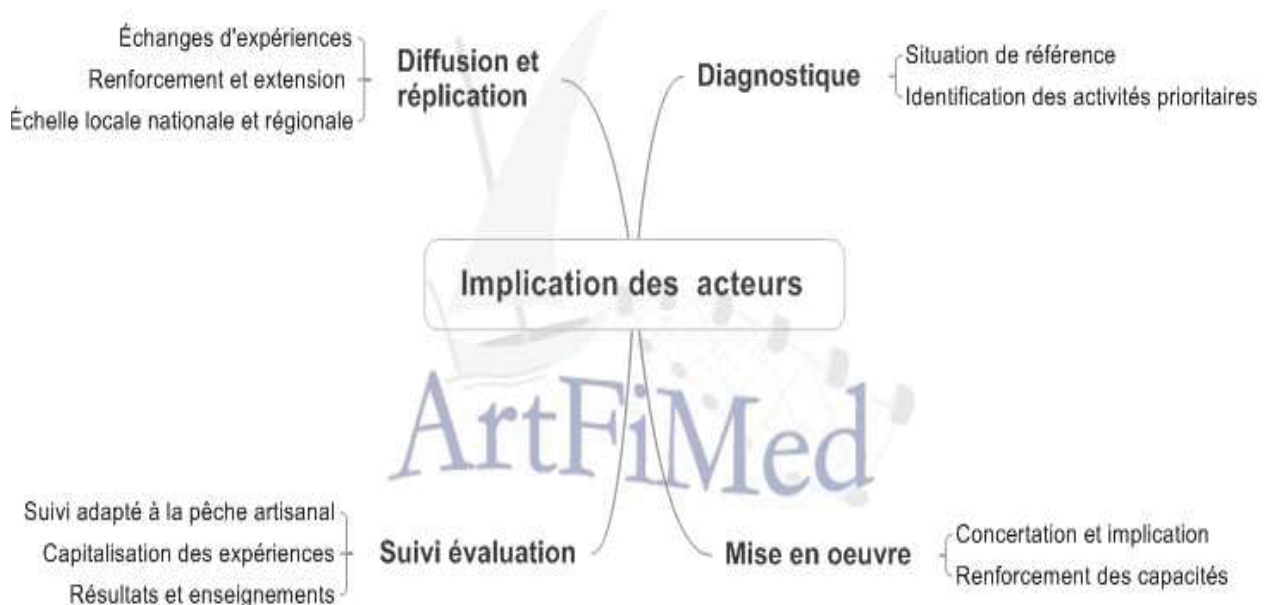 Échanges d'expériences
Renforcement et extension
Échelle locale nationale et régionale
Diffusion et
réplication
Diagnostique
Situation de référence
Identification des activités prioritaires
Implication des acteurs
ArtFiMed
Suivi adapté à la pêche artisanal
Capitalisation des expériences
Résultats et enseignements
Suivi évaluation
Mise en oeuvre
Concertation et implication
Renforcement des capacités